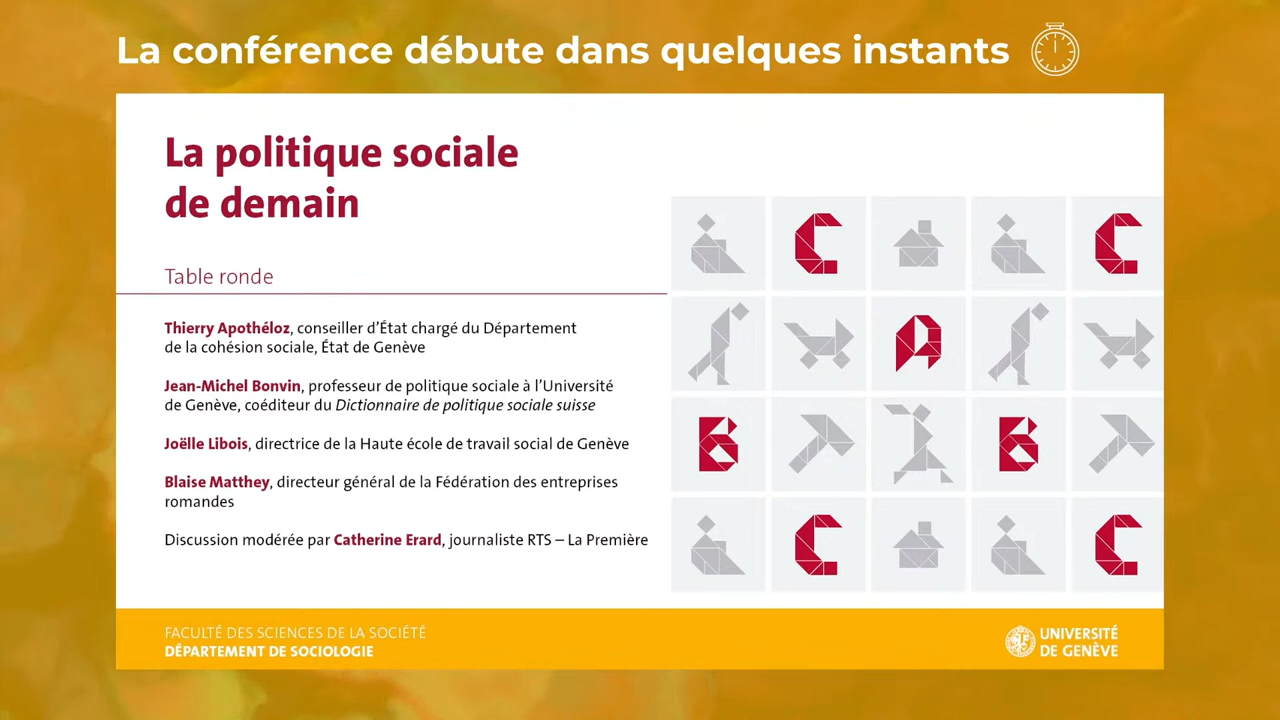 La conférence débute dans quelques instants
La politique sociale
de demain
Table ronde
Thierry Apothéloz, conseiller d'État chargé du Département
de la cohésion sociale, État de Genève
Jean-Michel Bonvin, professeur de politique sociale à l'Université
de Genève, coéditeur du Dictionnaire de politique sociale suisse
Joëlle Libois, directrice de la Haute école de travail social de Genève
Blaise Matthey, directeur général de la Fédération des entreprises
romandes
Discussion modérée par Catherine Erard, journaliste RTS – La Première
C C
A
B B
C C
FACULTÉ DES SCIENCES DE LA SOCIÉTÉ
DÉPARTEMENT DE SOCIOLOGIE
UNIVERSITÉ
DE GENÈVE